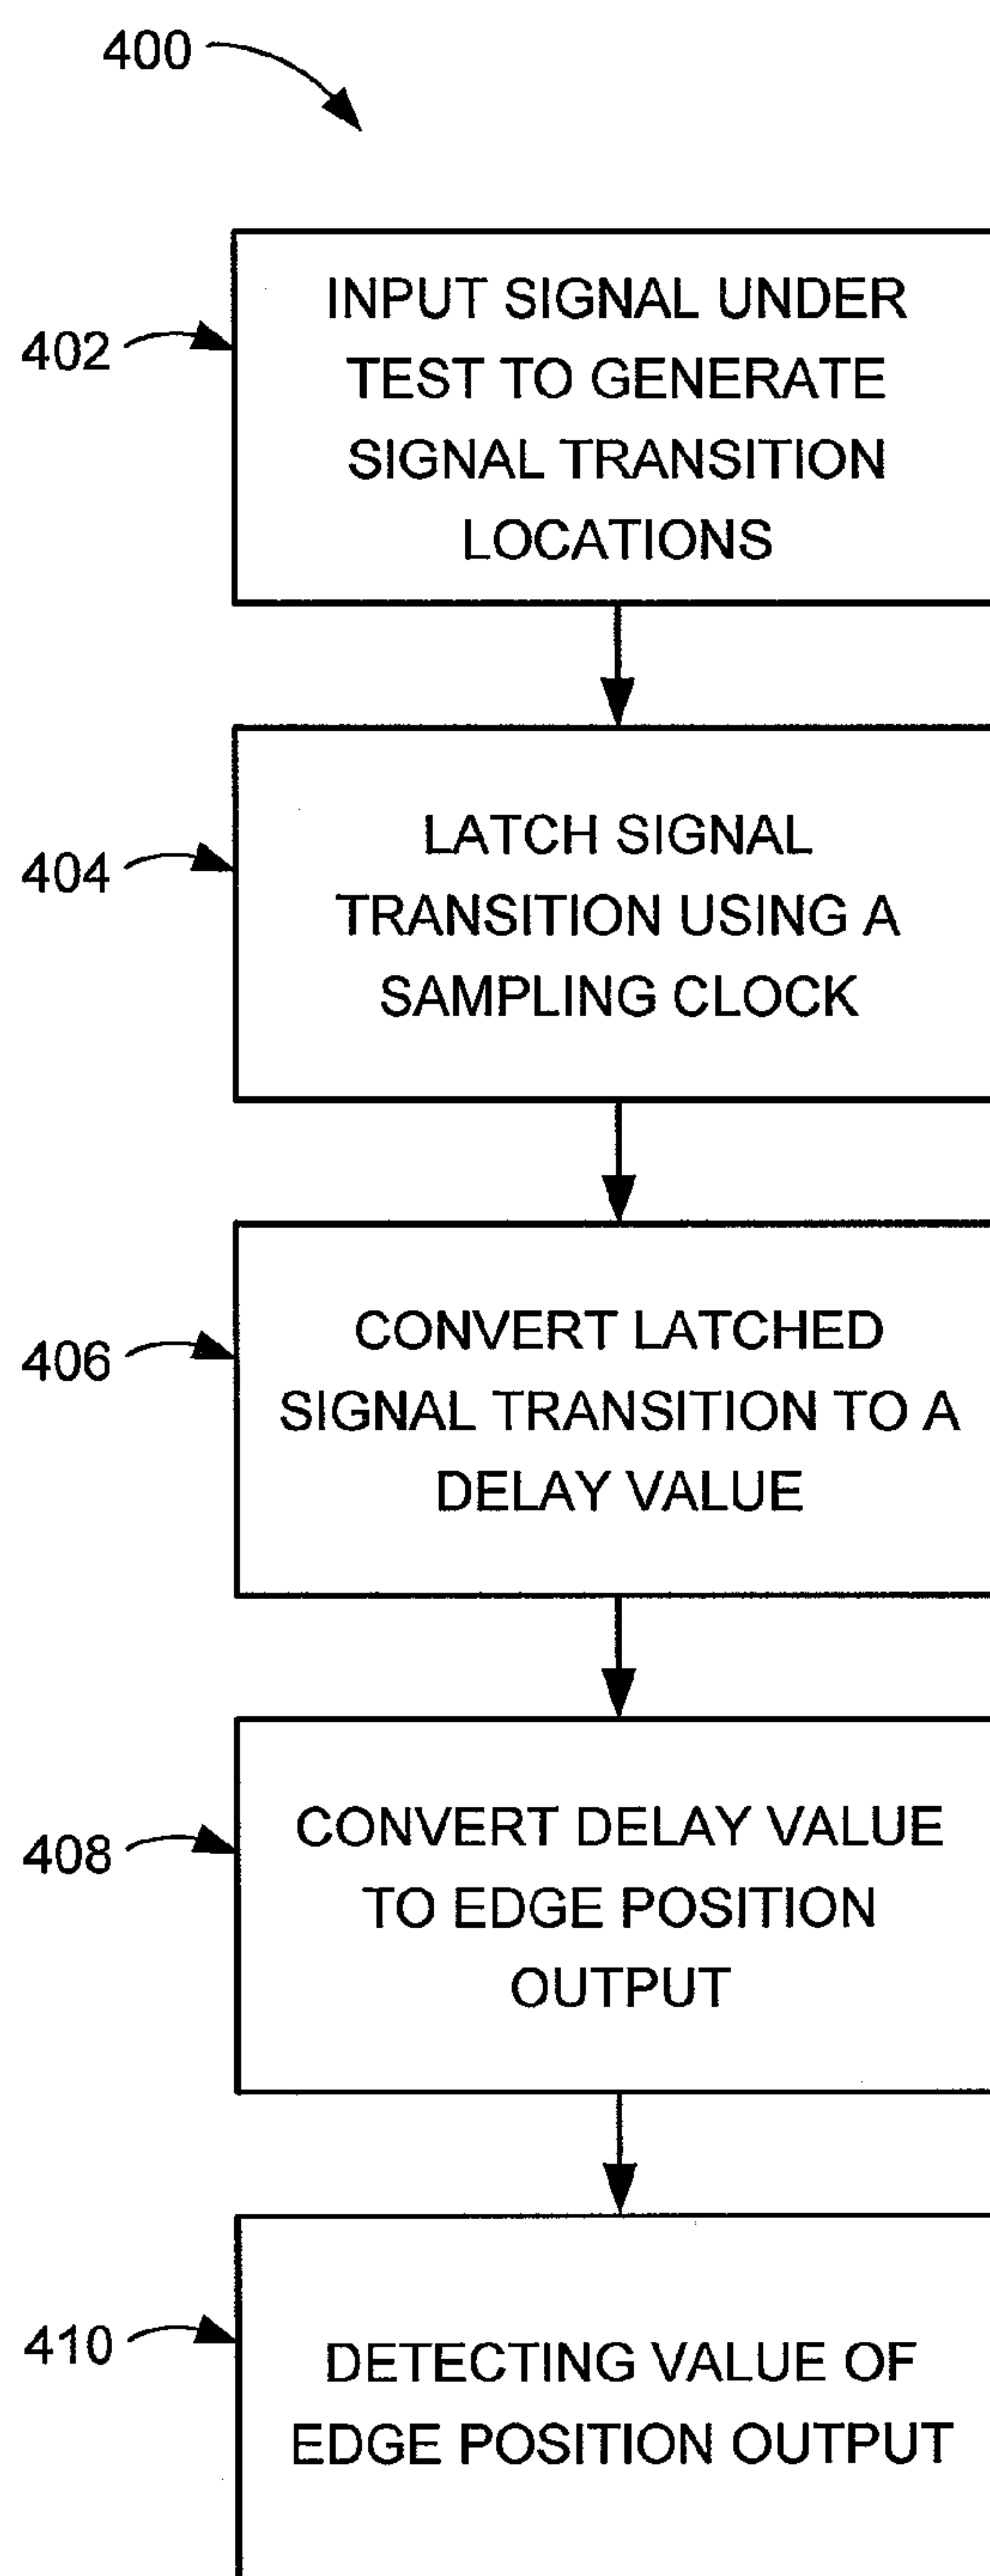 400
402
INPUT SIGNAL UNDER
TEST TO GENERATE
SIGNAL TRANSITION
LOCATIONS
404
LATCH SIGNAL
TRANSITION USING A
SAMPLING CLOCK
406
CONVERT LATCHED
SIGNAL TRANSITION TO A
DELAY VALUE
408
CONVERT DELAY VALUE
TO EDGE POSITION
OUTPUT
410
DETECTING VALUE OF
EDGE POSITION OUTPUT